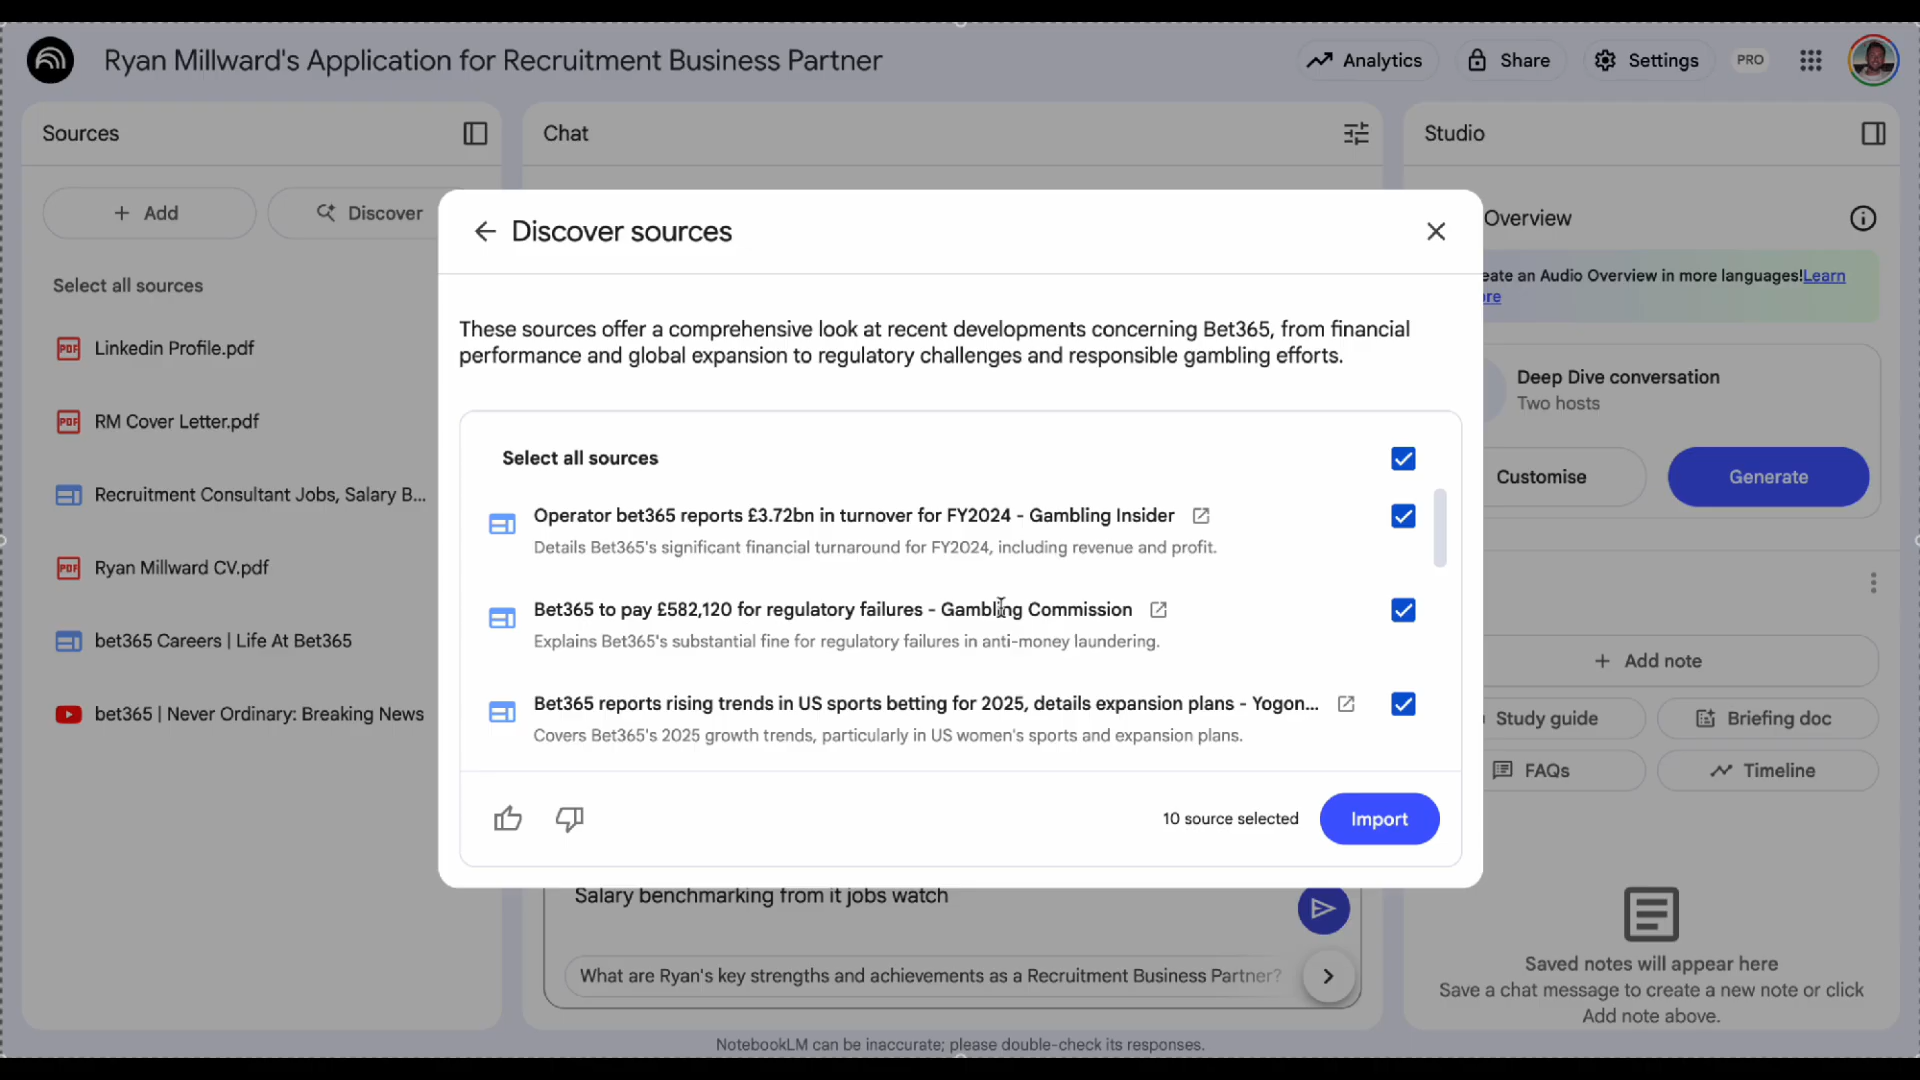 Ryan Millward's Application for Recruitment Business Partner
Analytics
Share
Settings
PRO
Sources
Chat
Studio
+ Add
Discover
Select all sources
PDF Linkedin Profile.pdf
PDF RM Cover Letter.pdf
Recruitment Consultant Jobs, Salary B...
PDF Ryan Millward CV.pdf
bet365 Careers | Life At Bet365
bet365 | Never Ordinary: Breaking News
Discover sources
These sources offer a comprehensive look at recent developments concerning Bet365, from financial
performance and global expansion to regulatory challenges and responsible gambling efforts.
Select all sources
Operator bet365 reports £3.72bn in turnover for FY2024 - Gambling Insider
Details Bet365's significant financial turnaround for FY2024, including revenue and profit.
Bet365 to pay £582,120 for regulatory failures - Gambling Commission
Explains Bet365's substantial fine for regulatory failures in anti-money laundering.
Bet365 reports rising trends in US sports betting for 2025, details expansion plans - Yogon...
Covers Bet365's 2025 growth trends, particularly in US women's sports and expansion plans.
10 source selected
Import
Salary benchmarking from it jobs watch
What are Ryan's key strengths and achievements as a Recruitment Business Partner?
Overview
eate an Audio Overview in more languages!Learn
re
Deep Dive conversation
Two hosts
Customise
Generate
+ Add note
Study guide
Briefing doc
FAQs
Timeline
Saved notes will appear here
Save a chat message to create a new note or click
Add note above.
NotebookLM can be inaccurate; please double-check its responses.